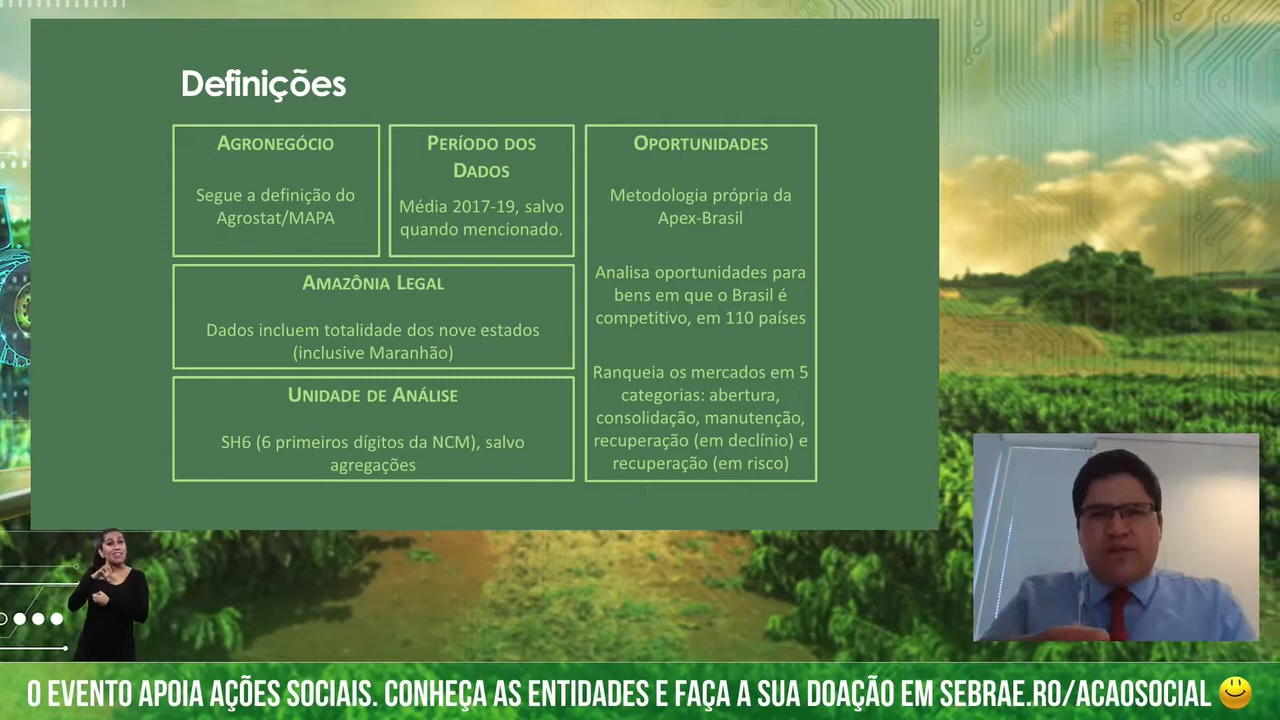 Definições
AGRONEGÓCIO
Segue a definição do
Agrostat/MAPA
PERÍODO DOS
DADOS
Média 2017-19, salvo
quando mencionado.
AMAZÔNIA LEGAL
Dados incluem totalidade dos nove estados
(inclusive Maranhão)
UNIDADE DE ANÁLISE
SH6 (6 primeiros dígitos da NCM), salvo
agregações
OPORTUNIDADES
Metodologia própria da
Apex-Brasil
Analisa oportunidades para
bens em que o Brasil é
competitivo, em 110 países
Ranqueia os mercados em 5
categorias: abertura,
consolidação, manutenção,
recuperação (em declínio) e
recuperação (em risco)
O EVENTO APOIA AÇÕES SOCIAIS. CONHEÇA AS ENTIDADES E FAÇA A SUA DOAÇÃO EM SEBRAE.RO/ACAOSOCIAL